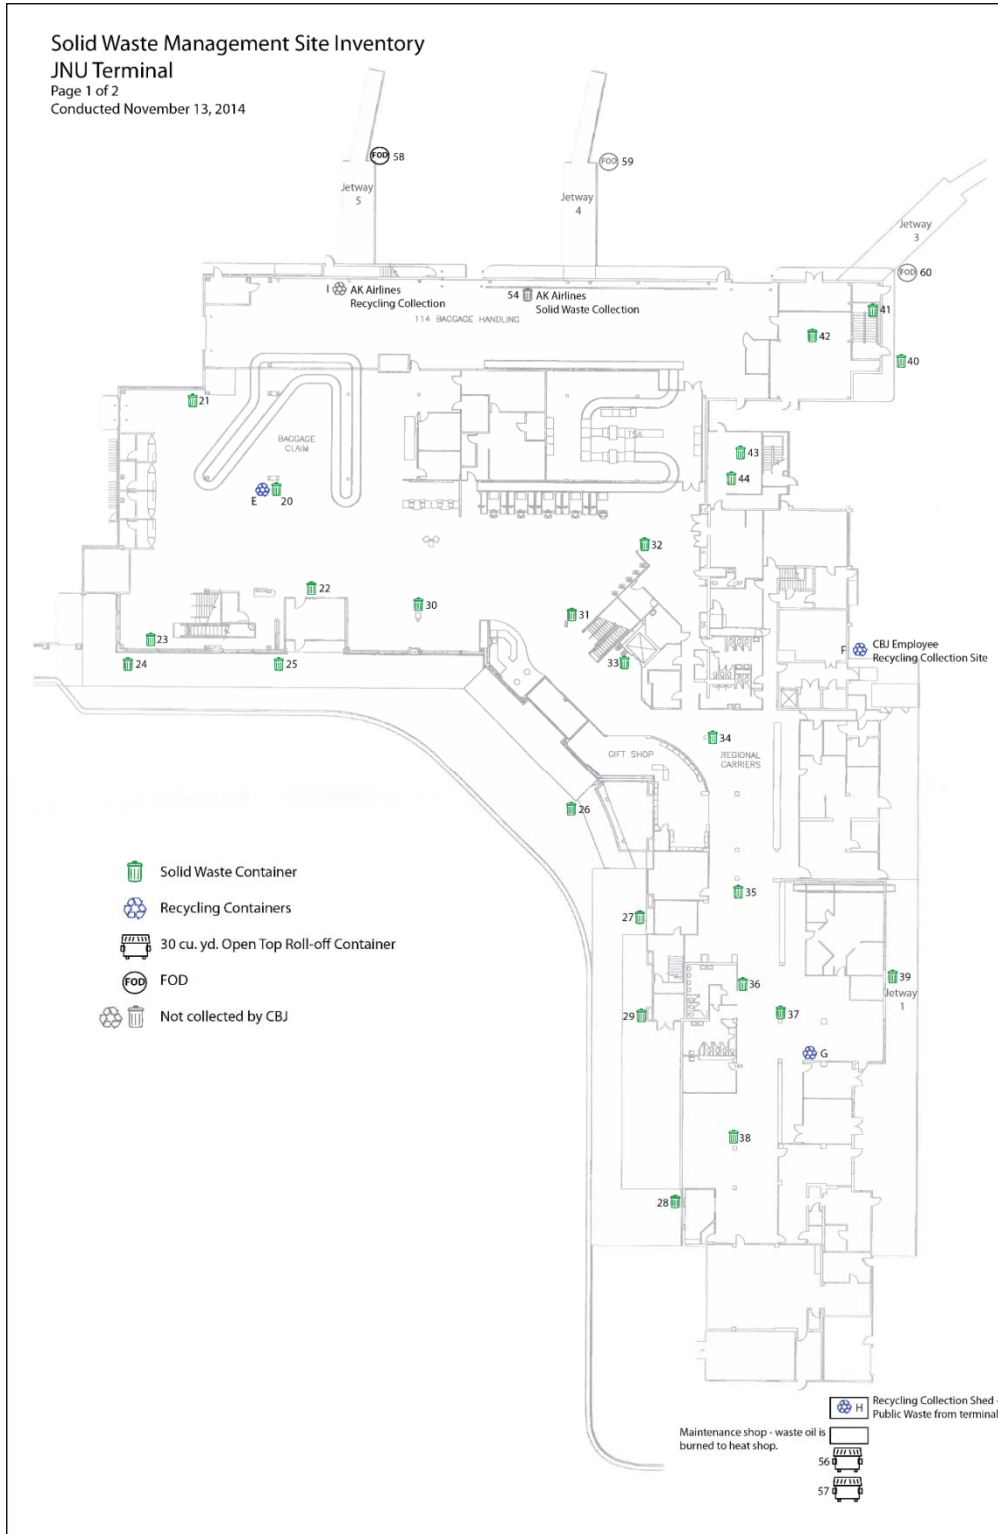 Solid Waste Management Site Inventory
JNU Terminal
Page 1 of 2
Conducted November 13, 2014
FOD 58
FOD 59
Jetway
5
Jetway
4
Jetway
3
FOD 60
I AK Airlines
Recycling Collection
54 AK Airlines
Solid Waste Collection
114 BAGGAGE HANDLING
41
42
40
21
BAGGAGE
CLAIM
TSA
43
44
E 20
32
22
30
31
23
24
25
33
F CBJ Employee
Recycling Collection Site
34
GIFT SHOP
REGIONAL
CARRIERS
26
Solid Waste Container
35
Recycling Containers
27
30 cu. yd. Open Top Roll-off Container
FOD FOD
36
39
Jetway
1
Not collected by CBJ
29
37
G
38
28
H Recycling Collection Shed -
Public Waste from terminal
Maintenance shop - waste oil is
burned to heat shop.
56
57